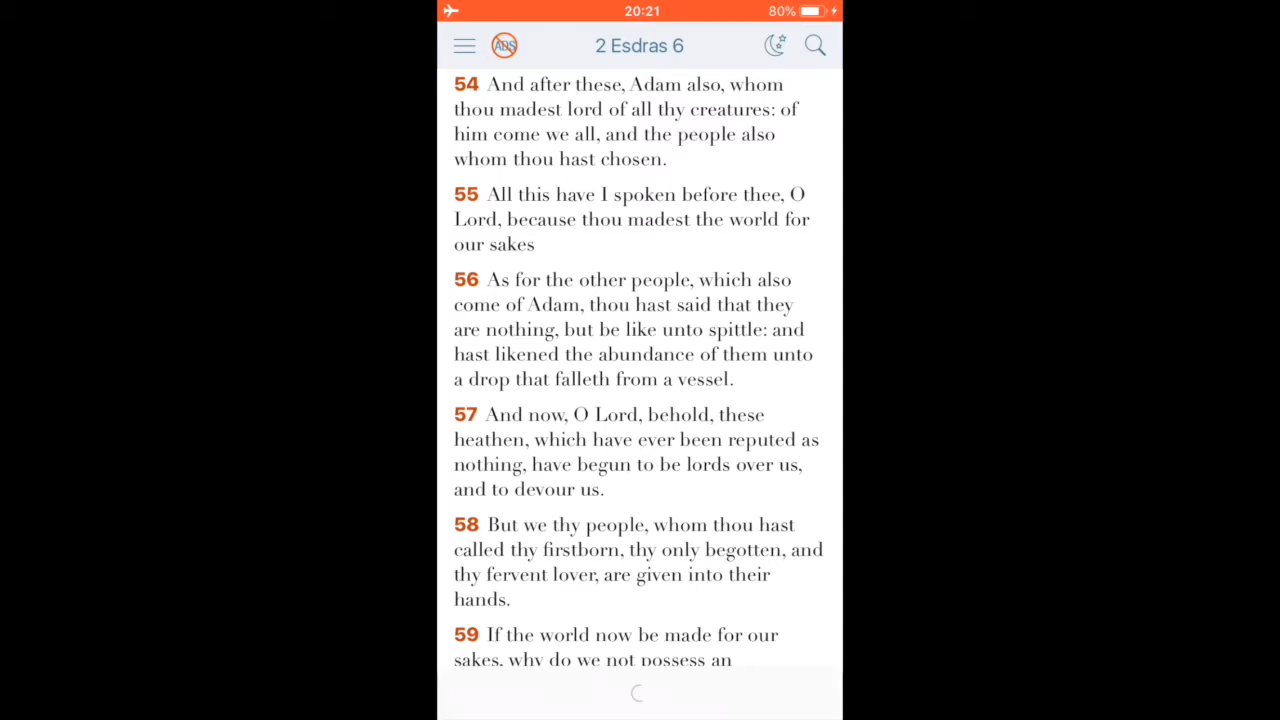 20:21
80%
ADS
2 Esdras 6
54 And after these, Adam also, whom
thou madest lord of all thy creatures: of
him come we all, and the people also
whom thou hast chosen.
55 All this have I spoken before thee, O
Lord, because thou madest the world for
our sakes
56 As for the other people, which also
come of Adam, thou hast said that they
are nothing, but be like unto spittle: and
hast likened the abundance of them unto
a drop that falleth from a vessel.
57 And now, O Lord, behold, these
heathen, which have ever been reputed as
nothing, have begun to be lords over us,
and to devour us.
58 But we thy people, whom thou hast
called thy firstborn, thy only begotten, and
thy fervent lover, are given into their
hands.
59 If the world now be made for our
sakes, why do we not possess an